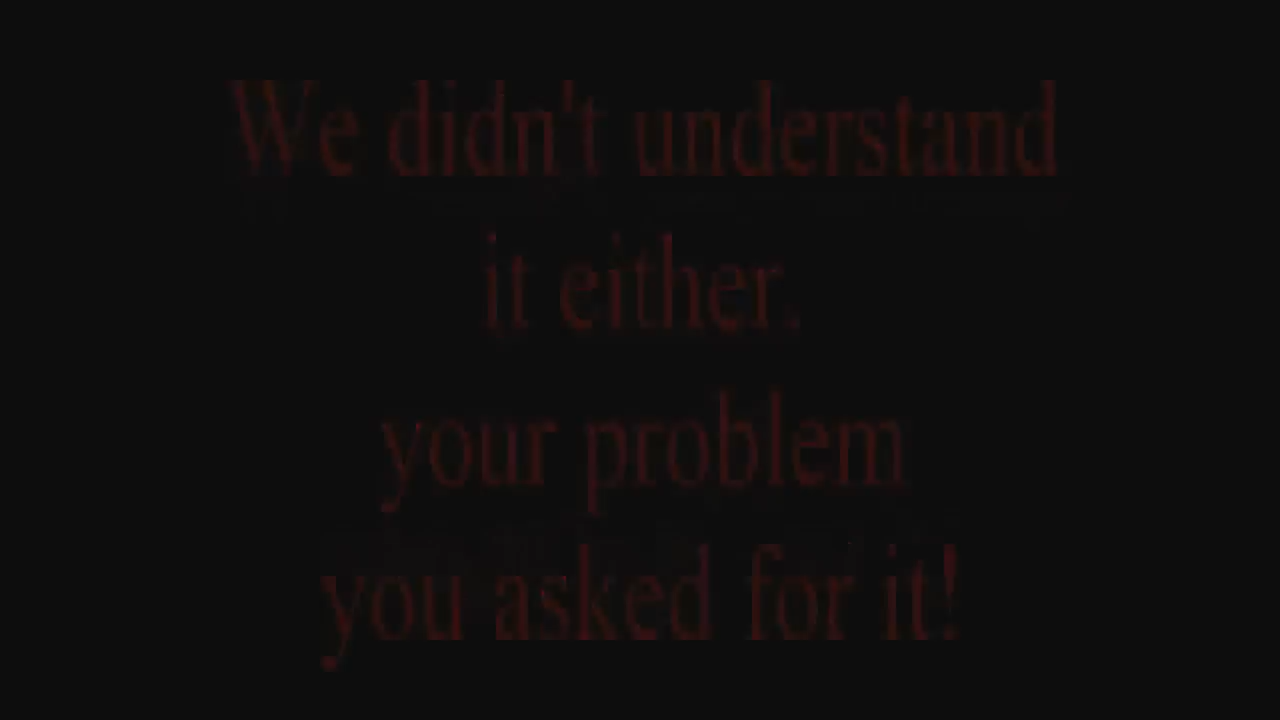 We didn't understand
it either.
your problem
you asked for it!